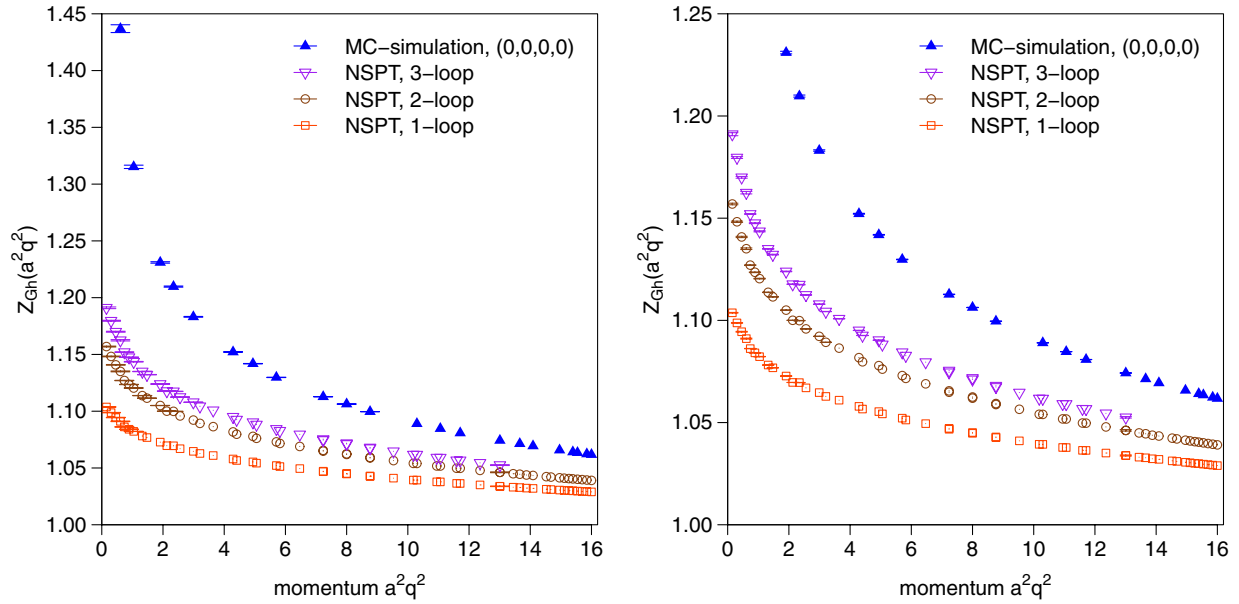 1.45
1.40
1.35
1.30
1.25
1.20
1.15
1.10
1.05
1.00
Z_Gh(a²q²)
MC−simulation, (0,0,0,0)
NSPT, 3−loop
NSPT, 2−loop
NSPT, 1−loop
0 2 4 6 8 10 12 14 16
momentum a²q²
1.25
1.20
1.15
1.10
1.05
1.00
Z_Gh(a²q²)
MC−simulation, (0,0,0,0)
NSPT, 3−loop
NSPT, 2−loop
NSPT, 1−loop
0 2 4 6 8 10 12 14 16
momentum a²q²